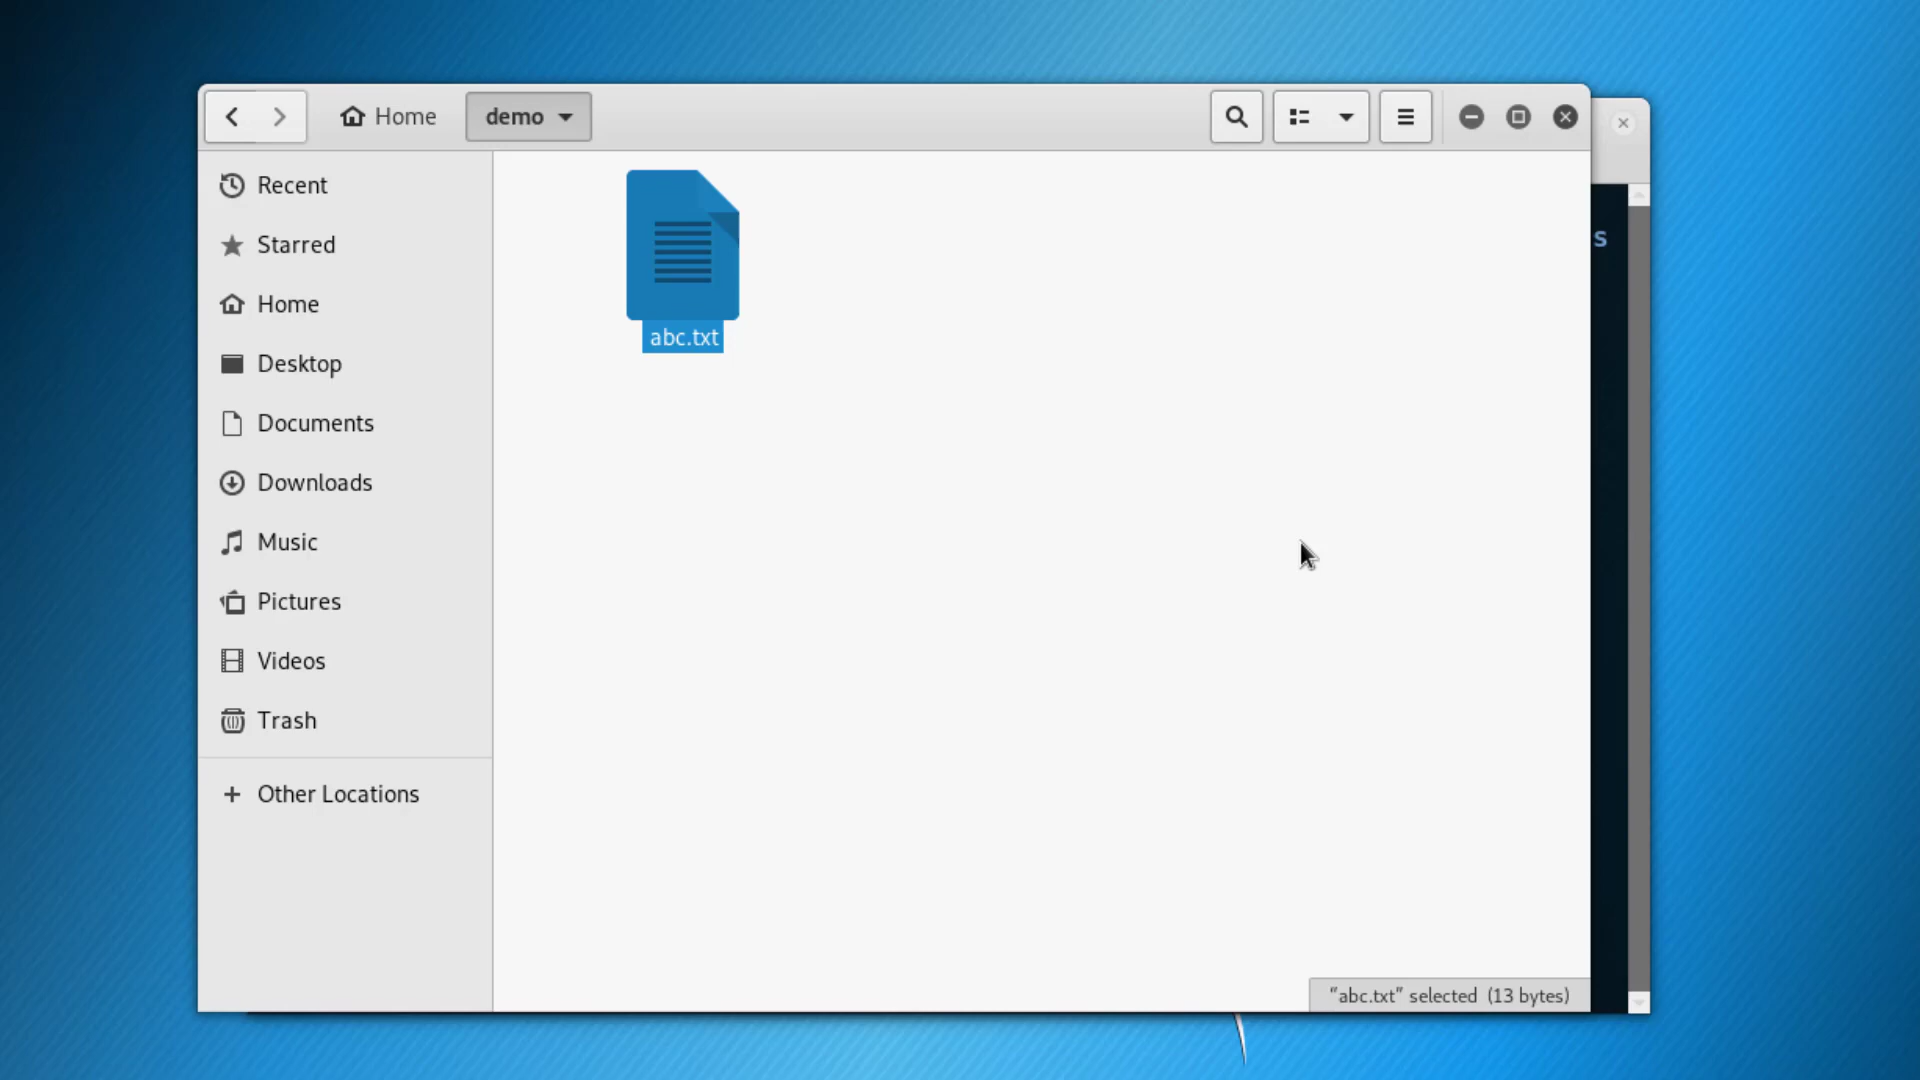 Home demo
Recent
Starred
Home
Desktop
Documents
Downloads
Music
Pictures
Videos
Trash
Other Locations
abc.txt
s
"abc.txt" selected (13 bytes)